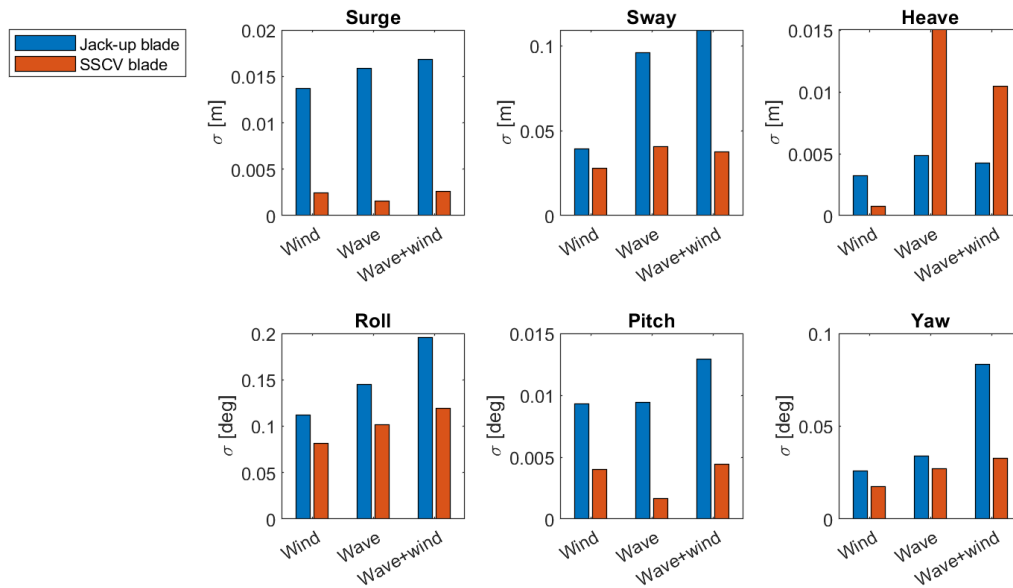 Jack-up blade
SSCV blade
Surge
0.02
0.015
0.01
0.005
0
σ [m]
Wind
Wave
Wave+wind
Sway
0.1
0.05
0
σ [m]
Wind
Wave
Wave+wind
Heave
0.015
0.01
0.005
0
σ [m]
Wind
Wave
Wave+wind
Roll
0.2
0.15
0.1
0.05
0
σ [deg]
Wind
Wave
Wave+wind
Pitch
0.015
0.01
0.005
0
σ [deg]
Wind
Wave
Wave+wind
Yaw
0.1
0.05
0
σ [deg]
Wind
Wave
Wave+wind